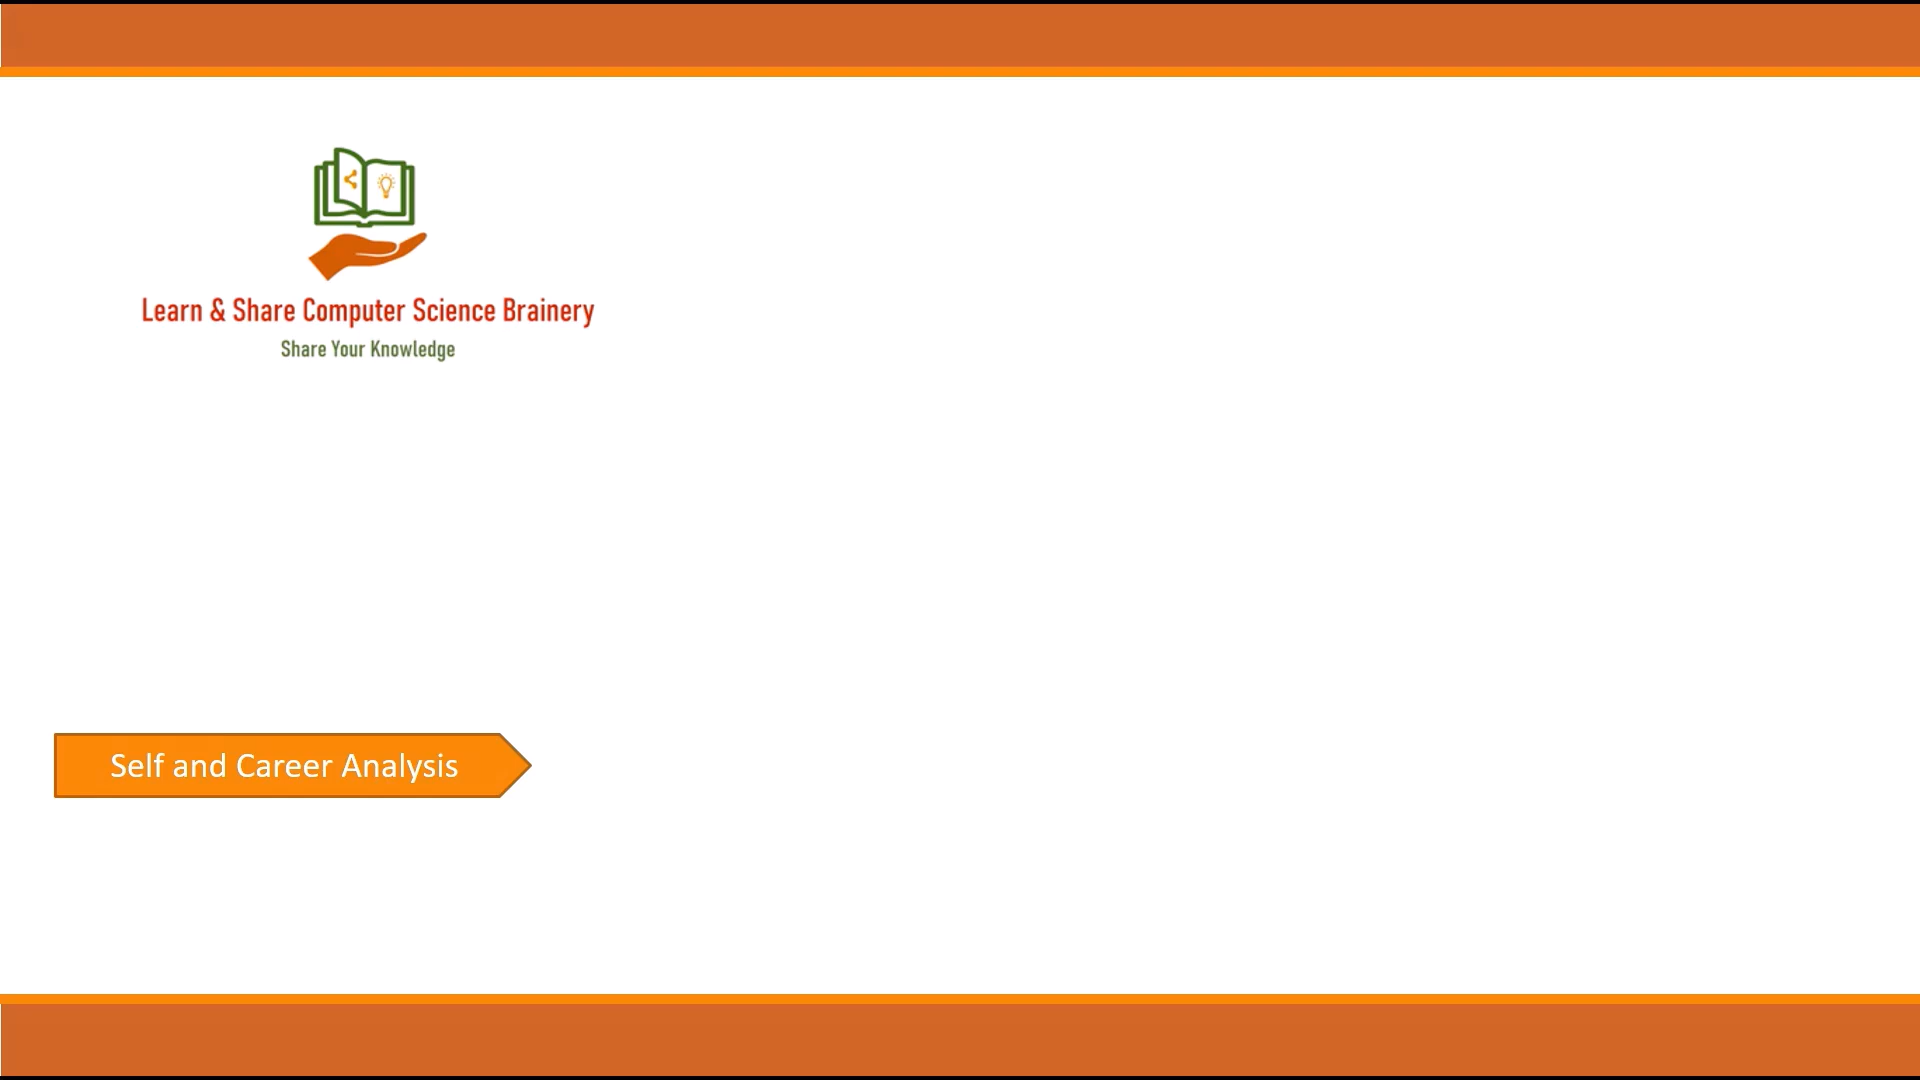 Learn & Share Computer Science Brainery
Share Your Knowledge
Self and Career Analysis